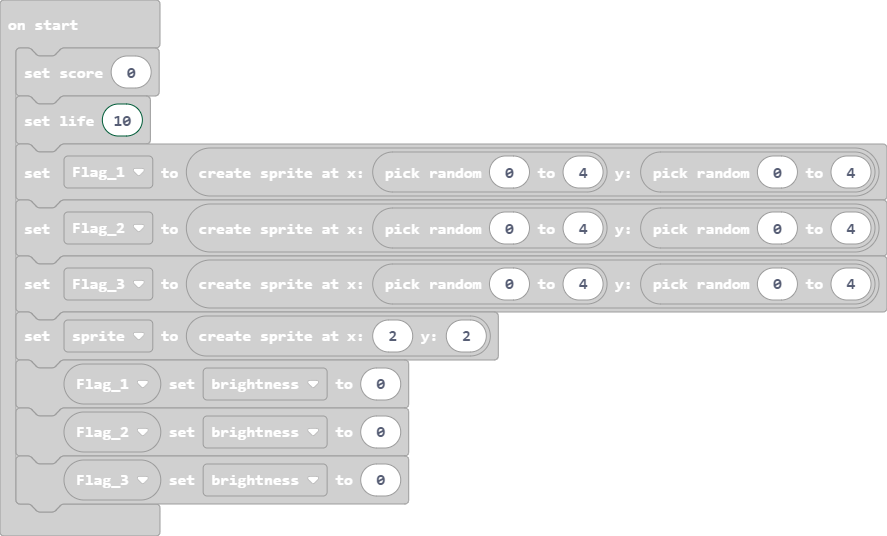 on start
set score 0
set life 10
set Flag_1 to create sprite at x: pick random 0 to 4 y: pick random 0 to 4
set Flag_2 to create sprite at x: pick random 0 to 4 y: pick random 0 to 4
set Flag_3 to create sprite at x: pick random 0 to 4 y: pick random 0 to 4
set sprite to create sprite at x: 2 y: 2
Flag_1 set brightness to 0
Flag_2 set brightness to 0
Flag_3 set brightness to 0